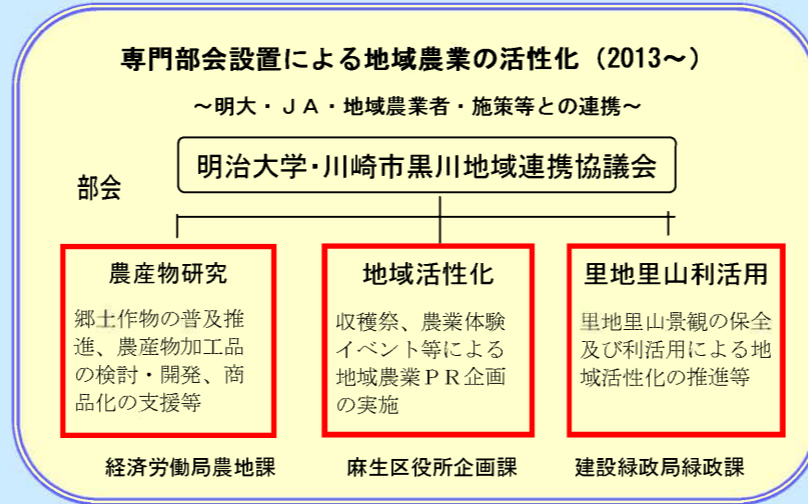 専門部会設置による地域農業の活性化（2013～）
～明大・ＪＡ・地域農業者・施策等との連携～
明治大学・川崎市黒川地域連携協議会
部会
農産物研究
郷土作物の普及推
進、農産物加工品
の検討・開発、商
品化の支援等
経済労働局農地課
地域活性化
収穫祭、農業体験
イベント等による
地域農業ＰＲ企画
の実施
麻生区役所企画課
里地里山利活用
里地里山景観の保全
及び利活用による地
域活性化の推進等
建設緑政局緑政課